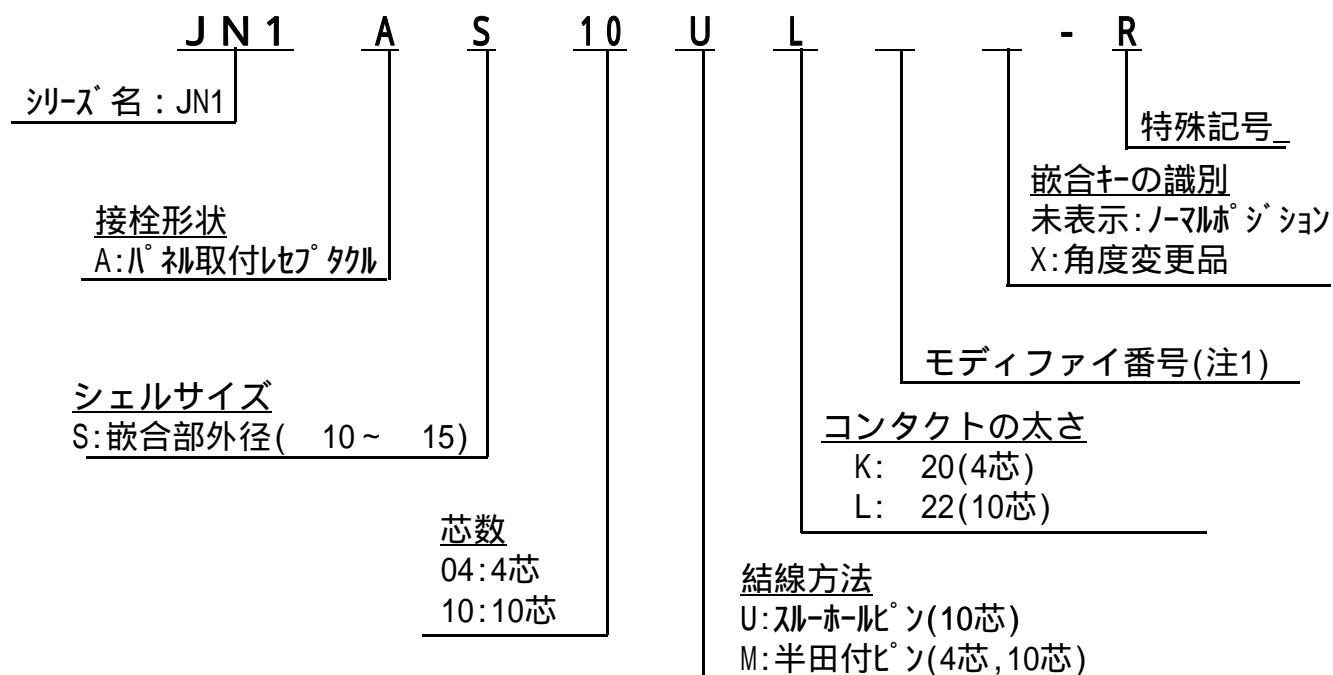 JN1 A S 10 U L - R
ｼﾘｰｽﾞ名:JN1
特殊記号
嵌合ｷｰの識別
未表示:ﾉｰﾏﾙﾎﾟｼﾞｼｮﾝ
X:角度変更品
接栓形状
A:ﾊﾟﾈﾙ取付ﾚｾﾌﾟﾀｸﾙ
モディファイ番号(注1)
シェルサイズ
S:嵌合部外径( 10~ 15)
コンタクトの太さ
K: 20(4芯)
L: 22(10芯)
芯数
04:4芯
10:10芯
結線方法
U:ｽﾙｰﾎｰﾙﾋﾟﾝ(10芯)
M:半田付ﾋﾟﾝ(4芯,10芯)